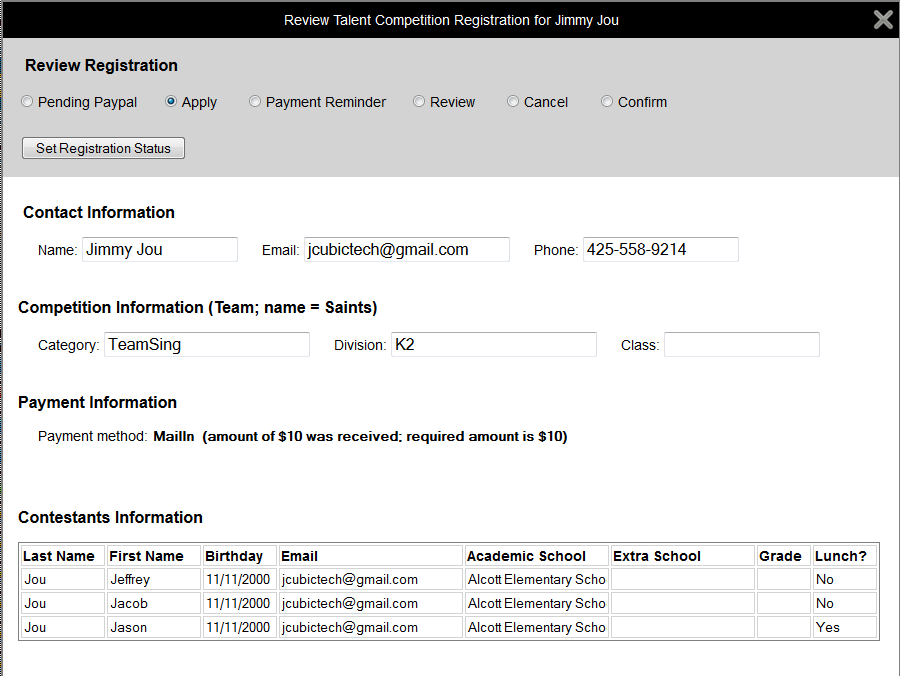 Review Talent Competition Registration for Jimmy Jou
Review Registration
Pending Paypal Apply Payment Reminder Review Cancel Confirm
Set Registration Status
Contact Information
Name: Jimmy Jou Email: jcubictech@gmail.com Phone: 425-558-9214
Competition Information (Team; name = Saints)
Category: TeamSing Division: K2 Class:
Payment Information
Payment method: MailIn (amount of $10 was received; required amount is $10)
Contestants Information
Last Name First Name Birthday Email Academic School Extra School Grade Lunch?
Jou Jeffrey 11/11/2000 jcubictech@gmail.com Alcott Elementary Scho No
Jou Jacob 11/11/2000 jcubictech@gmail.com Alcott Elementary Scho No
Jou Jason 11/11/2000 jcubictech@gmail.com Alcott Elementary Scho Yes